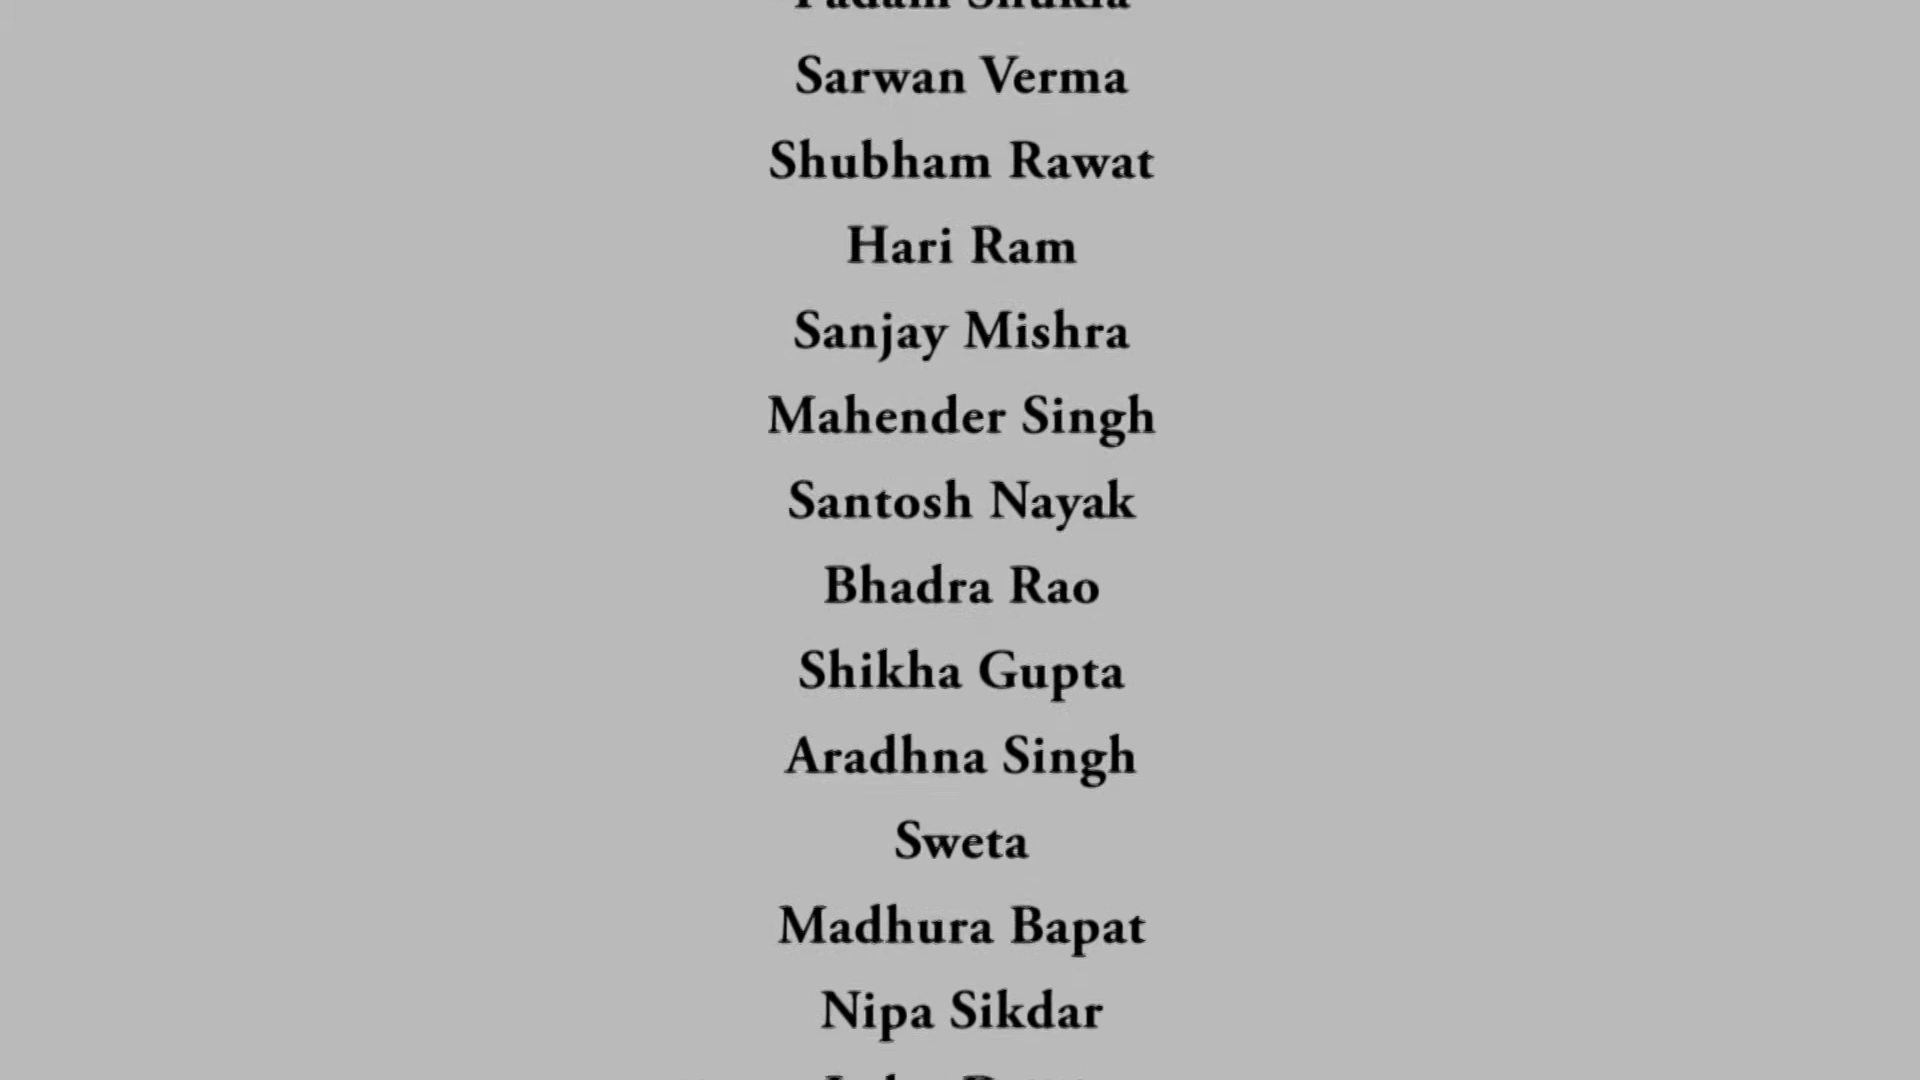 Sarwan Verma
Shubham Rawat
Hari Ram
Sanjay Mishra
Mahender Singh
Santosh Nayak
Bhadra Rao
Shikha Gupta
Aradhna Singh
Sweta
Madhura Bapat
Nipa Sikdar